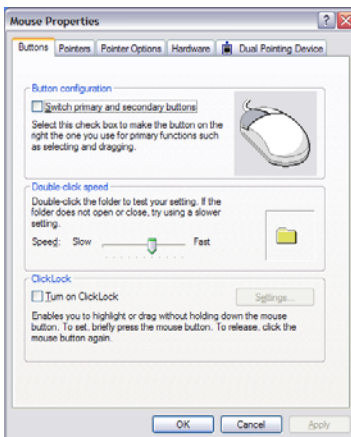 Mouse Properties
Buttons Pointers Pointer Options Hardware Dual Pointing Device
Button configuration
Switch primary and secondary buttons
Select this check box to make the button on the
right the one you use for primary functions such
as selecting and dragging.
Double-click speed
Double-click the folder to test your setting. If the
folder does not open or close, try using a slower
setting.
Speed: Slow Fast
ClickLock
Turn on ClickLock Settings...
Enables you to highlight or drag without holding down the mouse
button. To set, briefly press the mouse button. To release, click the
mouse button again.
OK Cancel Apply